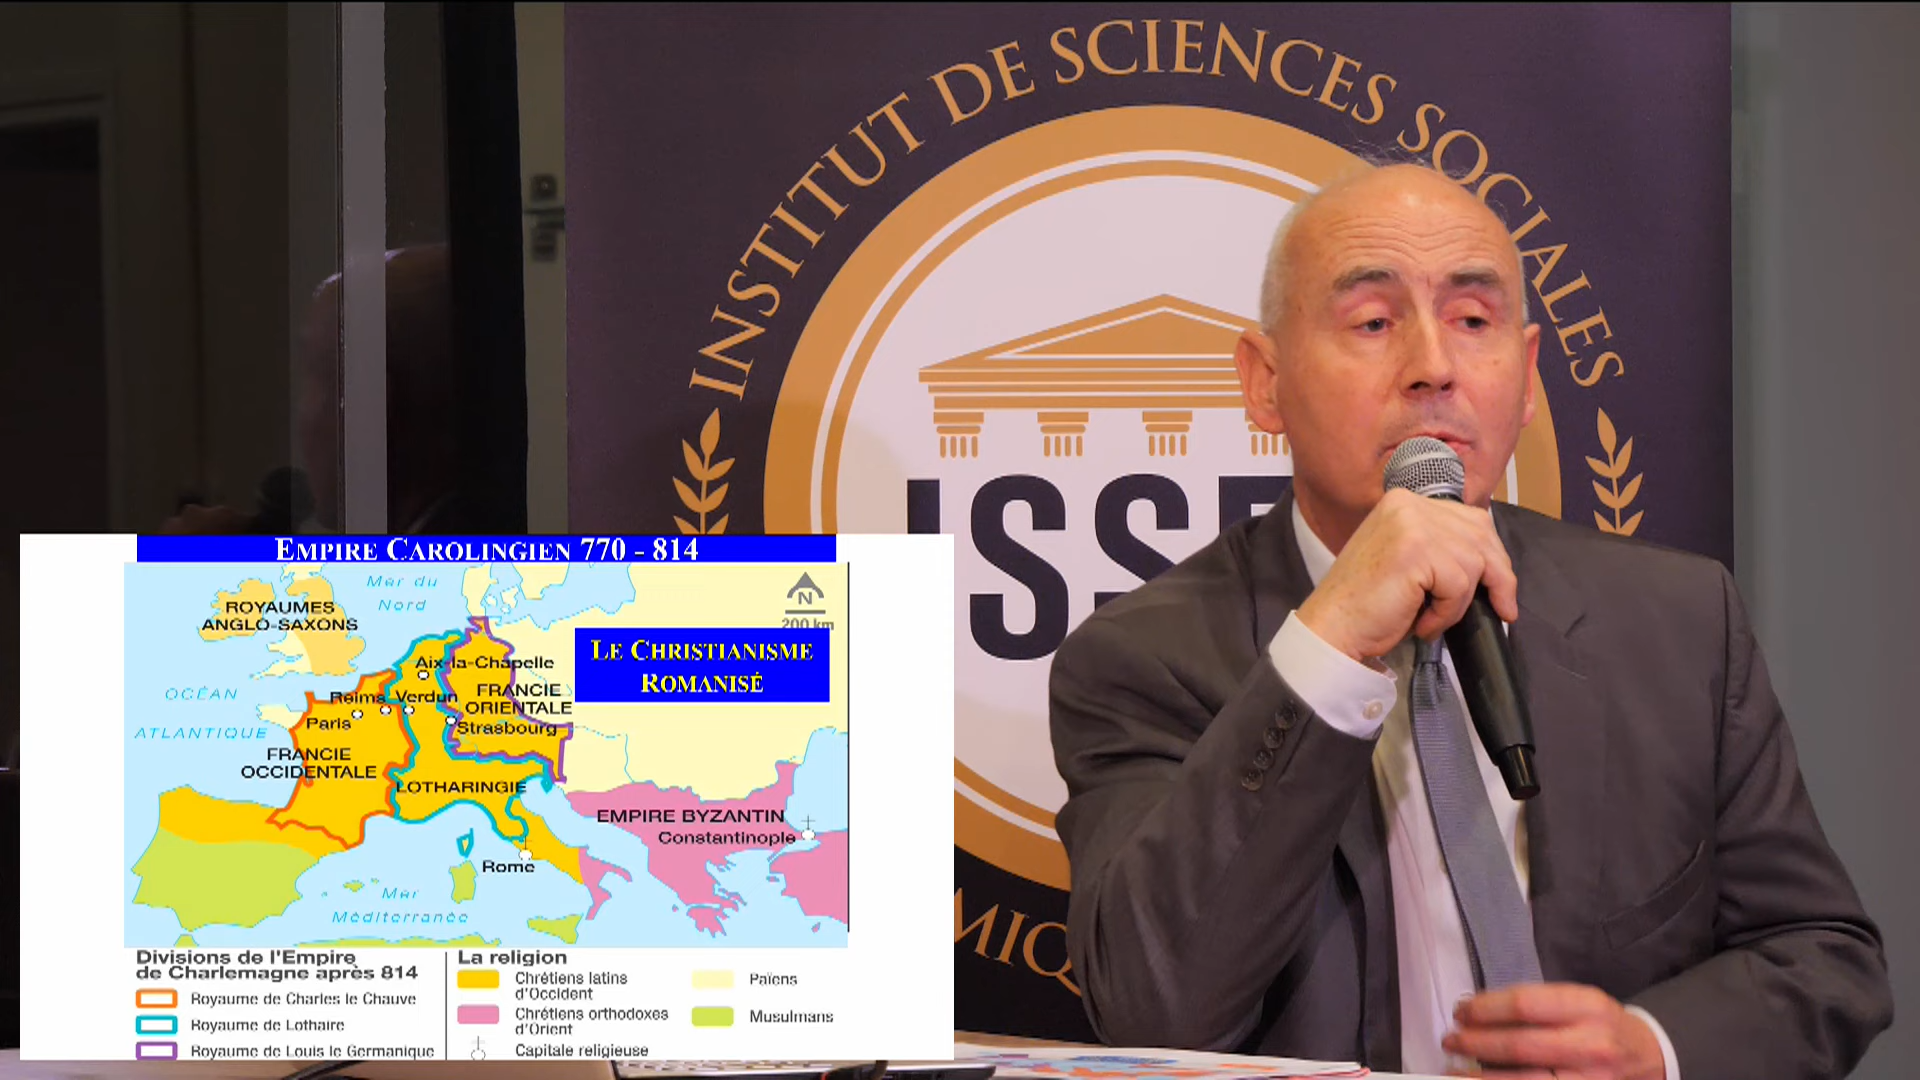 INSTITUT DE SCIENCES SOCIALES
ISSE
MIQ
EMPIRE CAROLINGIEN 770 - 814
Mer du
Nord
N
200 km
ROYAUMES
ANGLO-SAXONS
LE CHRISTIANISME
ROMANISÉ
Aix-la-Chapelle
OCÉAN
ATLANTIQUE
Reims
Verdun
FRANCIE
ORIENTALE
Paris
Strasbourg
FRANCIE
OCCIDENTALE
LOTHARINGIE
EMPIRE BYZANTIN
Constantinople
Rome
Mer
Méditerranée
Divisions de l'Empire
de Charlemagne après 814
Royaume de Charles le Chauve
Royaume de Lothaire
Royaume de Louis le Germanique
La religion
Chrétiens latins
d'Occident
Chrétiens orthodoxes
d'Orient
Capitale religieuse
Païens
Musulmans